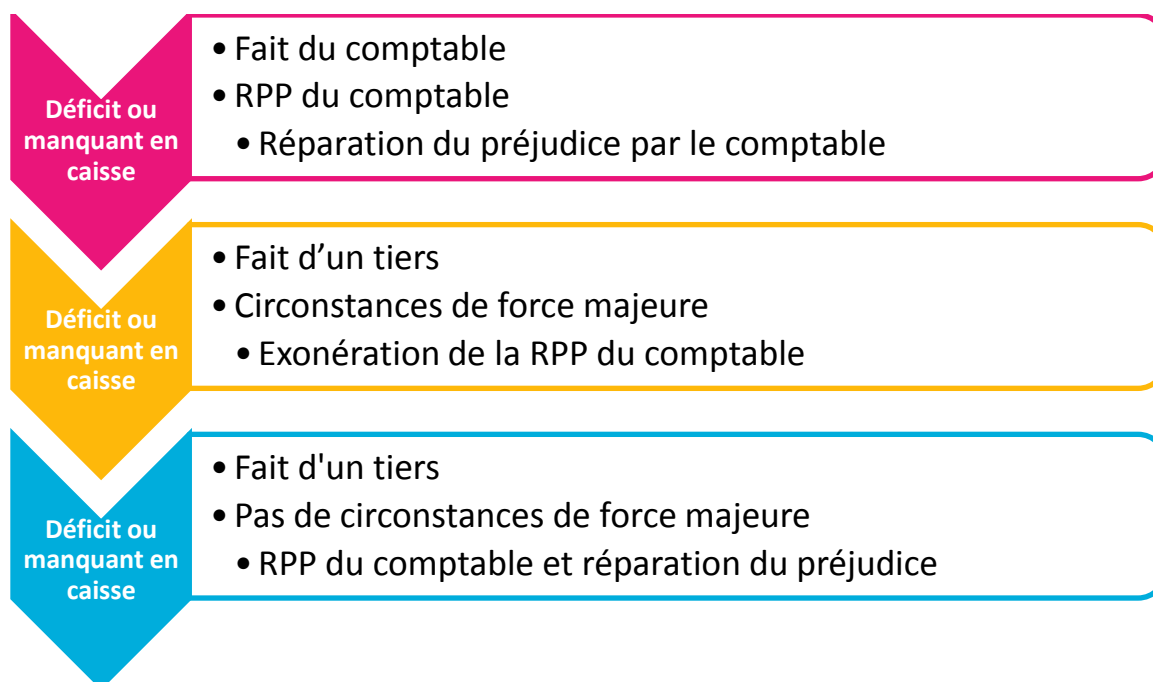 Déficit ou
manquant en
caisse
• Fait du comptable
• RPP du comptable
• Réparation du préjudice par le comptable
Déficit ou
manquant en
caisse
• Fait d’un tiers
• Circonstances de force majeure
• Exonération de la RPP du comptable
Déficit ou
manquant en
caisse
• Fait d'un tiers
• Pas de circonstances de force majeure
• RPP du comptable et réparation du préjudice